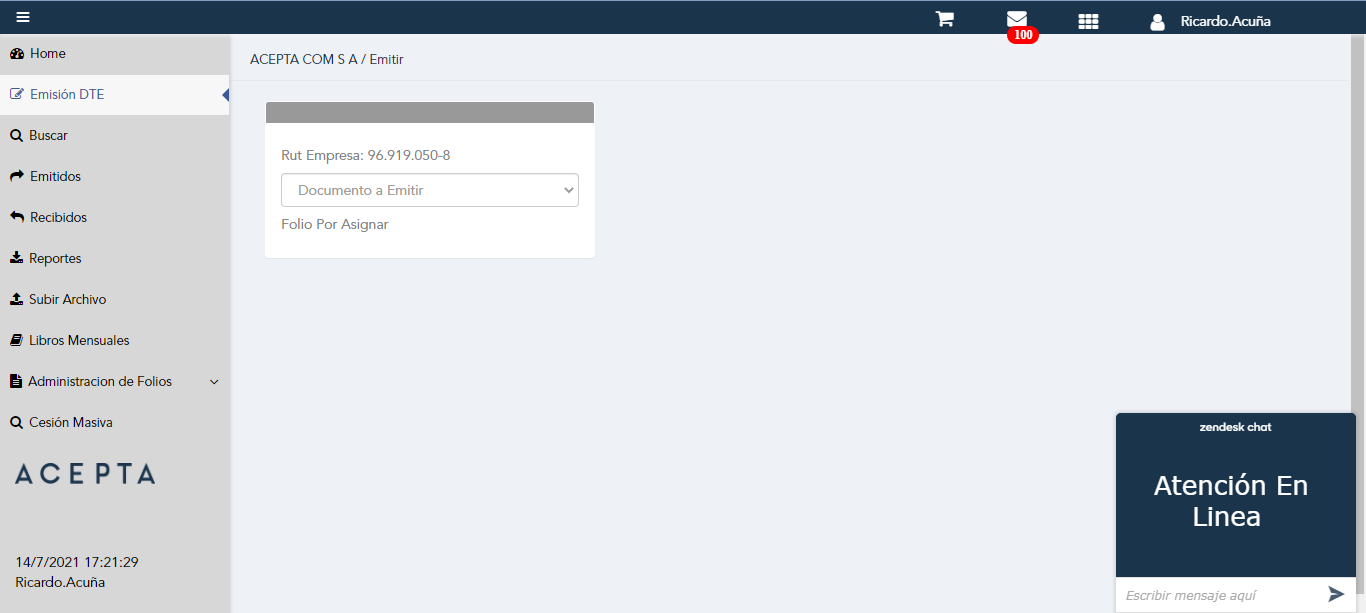 Ricardo.Acuña
100
Home
Emisión DTE
Buscar
Emitidos
Recibidos
Reportes
Subir Archivo
Libros Mensuales
Administracion de Folios
Cesión Masiva
ACEPTA
14/7/2021 17:21:29
Ricardo.Acuña
ACEPTA COM S A / Emitir
Rut Empresa: 96.919.050-8
Documento a Emitir
Folio Por Asignar
zendesk chat
Atención En
Linea
Escribir mensaje aquí